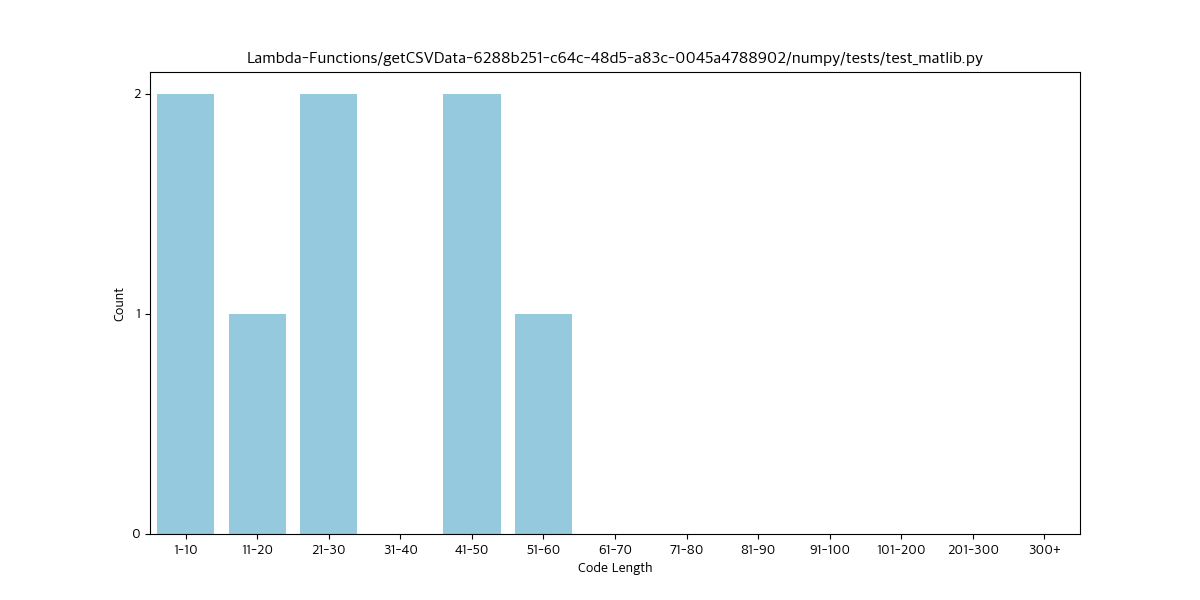 Lambda-Functions/getCSVData-6288b251-c64c-48d5-a83c-0045a4788902/numpy/tests/test_matlib.py
2
1
0
Count
1-10 11-20 21-30 31-40 41-50 51-60 61-70 71-80 81-90 91-100 101-200 201-300 300+
Code Length